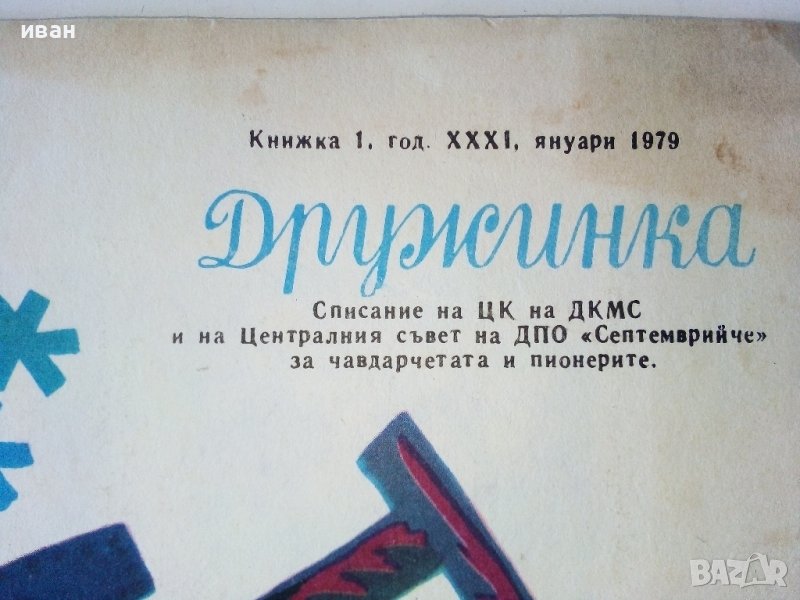 иван
Книжка 1, год. XXXI, януари 1979
Дружинка
Списание на ЦК на ДКМС
и на Централния съвет на ДПО «Септемврийче»
за чавдарчетата и пионерите.
BAZAR